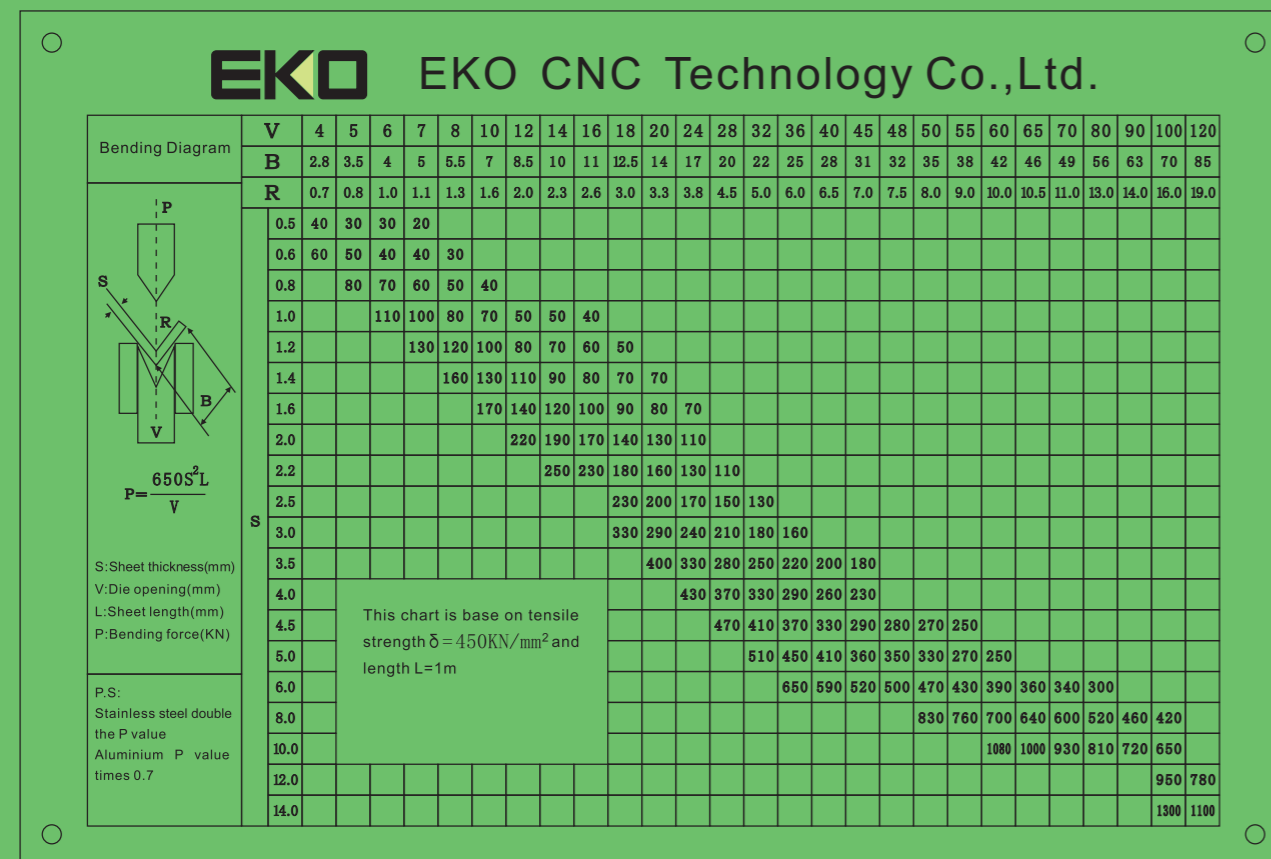 EKO EKO CNC Technology Co.,Ltd.
Bending Diagram
V 4 5 6 7 8 10 12 14 16 18 20 24 28 32 36 40 45 48 50 55 60 65 70 80 90 100 120
B 2.8 3.5 4 5 5.5 7 8.5 10 11 12.5 14 17 20 22 25 28 31 32 35 38 42 46 49 56 63 70 85
R 0.7 0.8 1.0 1.1 1.3 1.6 2.0 2.3 2.6 3.0 3.3 3.8 4.5 5.0 6.0 6.5 7.0 7.5 8.0 9.0 10.0 10.5 11.0 13.0 14.0 16.0 19.0
P
S
R
B
V
P=650S²L/V
S:Sheet thickness(mm)
V:Die opening(mm)
L:Sheet length(mm)
P:Bending force(KN)
P.S:
Stainless steel double
the P value
Aluminium P value
times 0.7
S
0.5 40 30 30 20
0.6 60 50 40 40 30
0.8 80 70 60 50 40
1.0 110 100 80 70 50 50 40
1.2 130 120 100 80 70 60 50
1.4 160 130 110 90 80 70 70
1.6 170 140 120 100 90 80 70
2.0 220 190 170 140 130 110
2.2 250 230 180 160 130 110
2.5 230 200 170 150 130
3.0 330 290 240 210 180 160
3.5 400 330 280 250 220 200 180
4.0 430 370 330 290 260 230
4.5 470 410 370 330 290 280 270 250
5.0 510 450 410 360 350 330 270 250
6.0 650 590 520 500 470 430 390 360 340 300
8.0 830 760 700 640 600 520 460 420
10.0 1080 1000 930 810 720 650
12.0 950 780
14.0 1300 1100
This chart is base on tensile
strength δ=450KN/mm² and
length L=1m